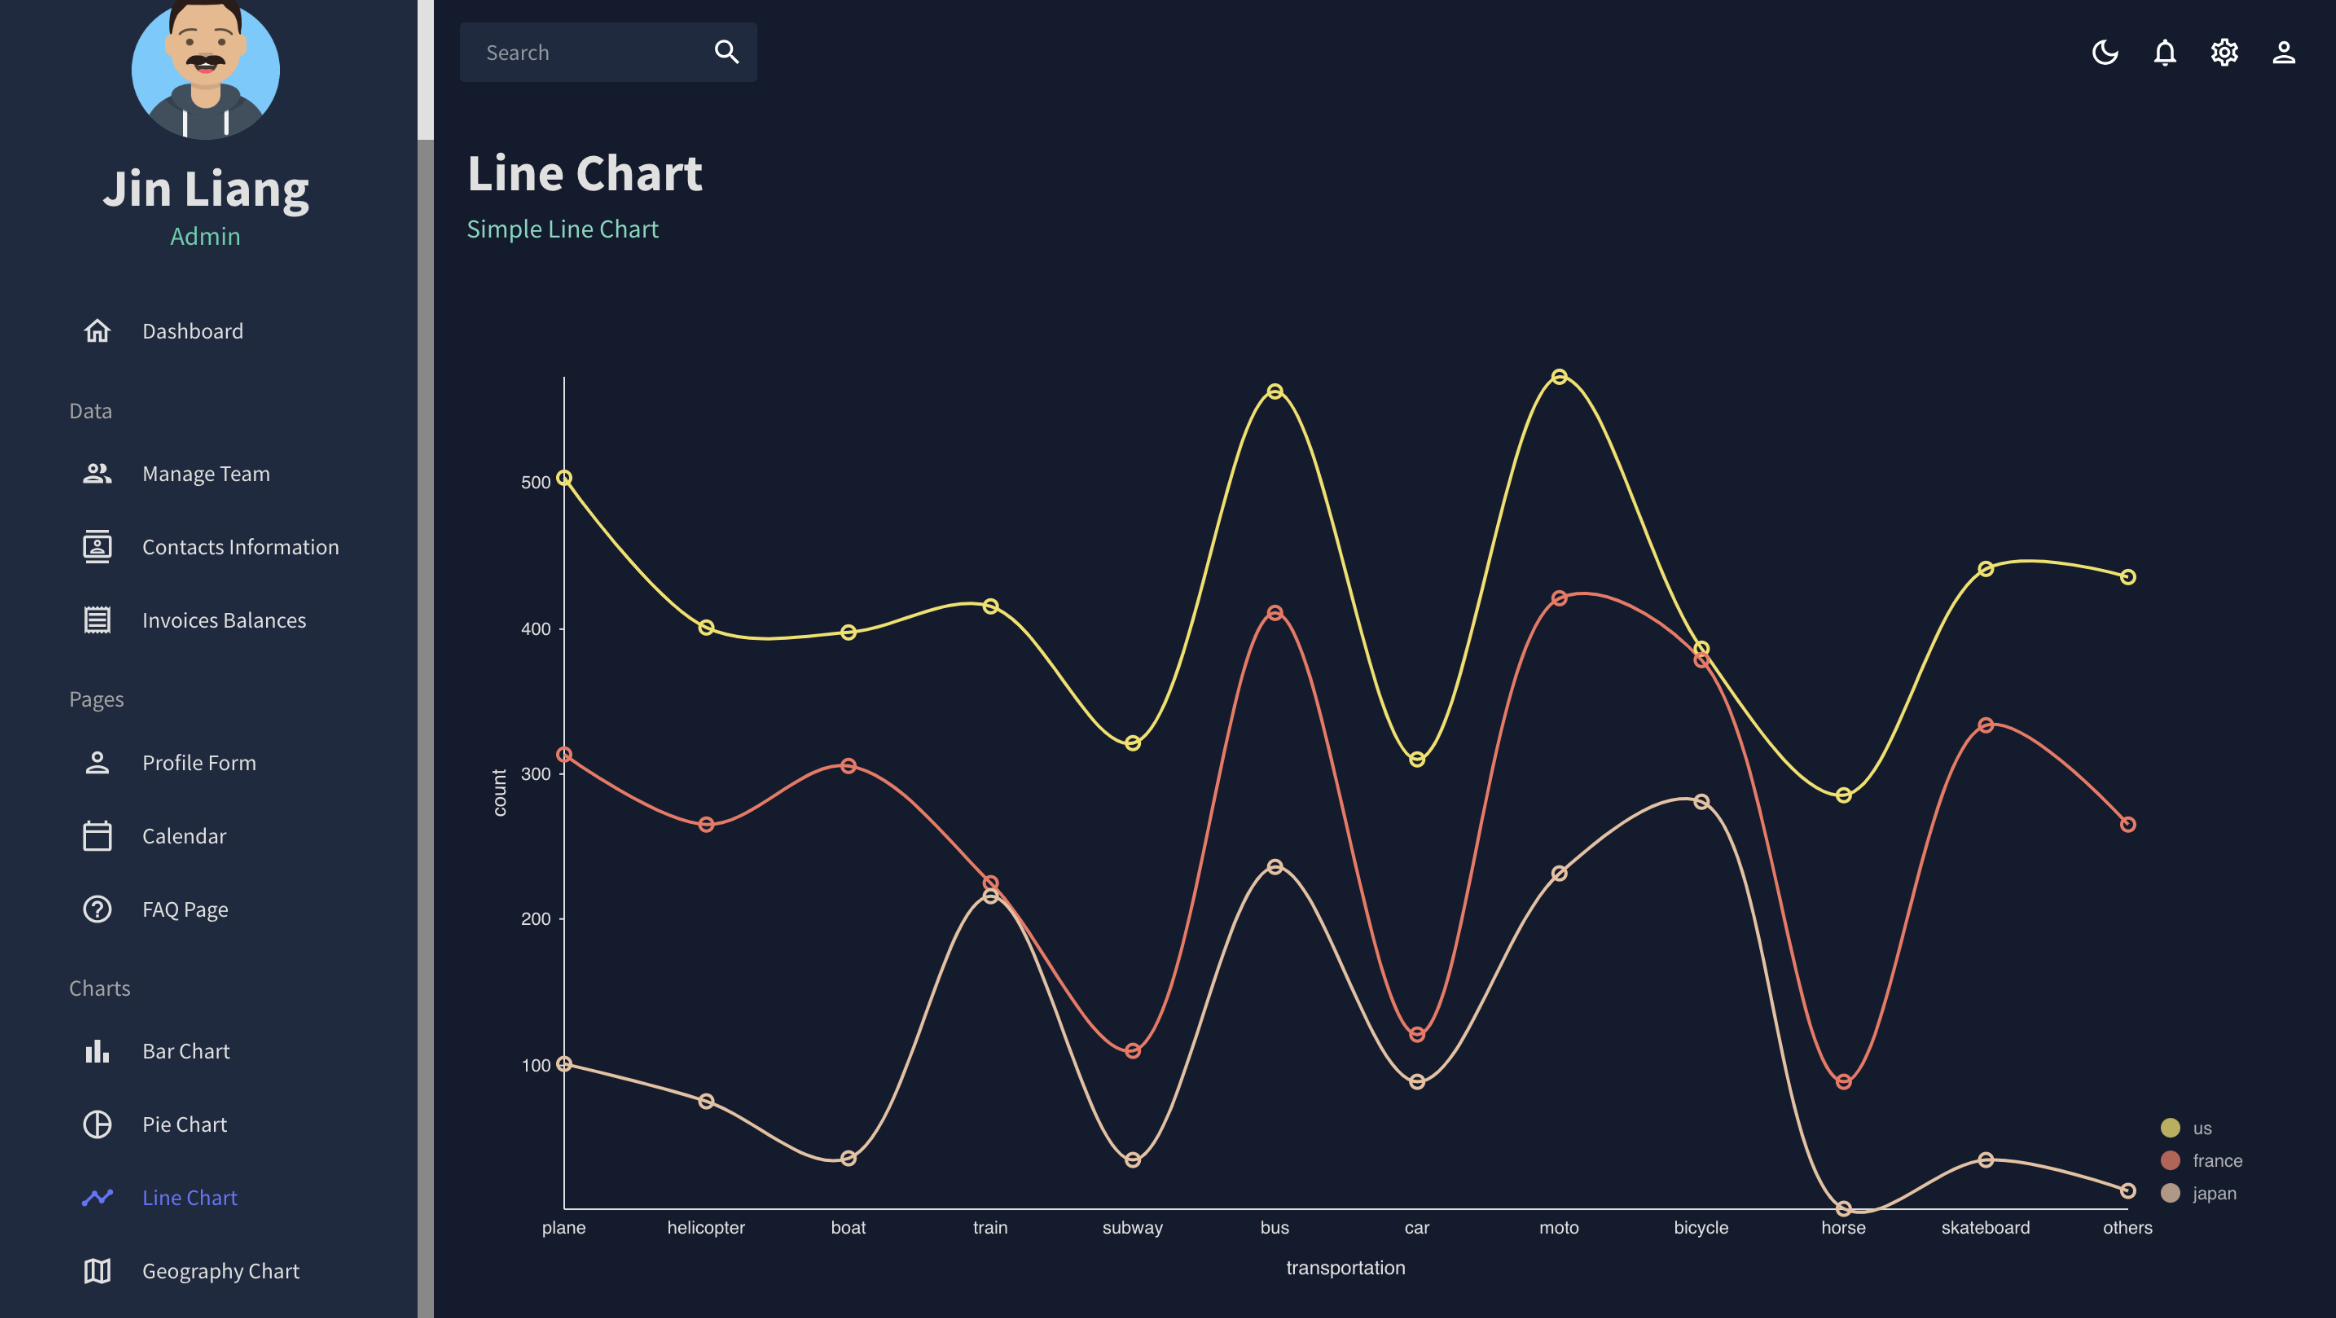 Jin Liang
Admin
Dashboard
Data
Manage Team
Contacts Information
Invoices Balances
Pages
Profile Form
Calendar
FAQ Page
Charts
Bar Chart
Pie Chart
Line Chart
Geography Chart
Search
Line Chart
Simple Line Chart
500
400
300
200
100
count
plane helicopter boat train subway bus car moto bicycle horse skateboard others
transportation
us
france
japan